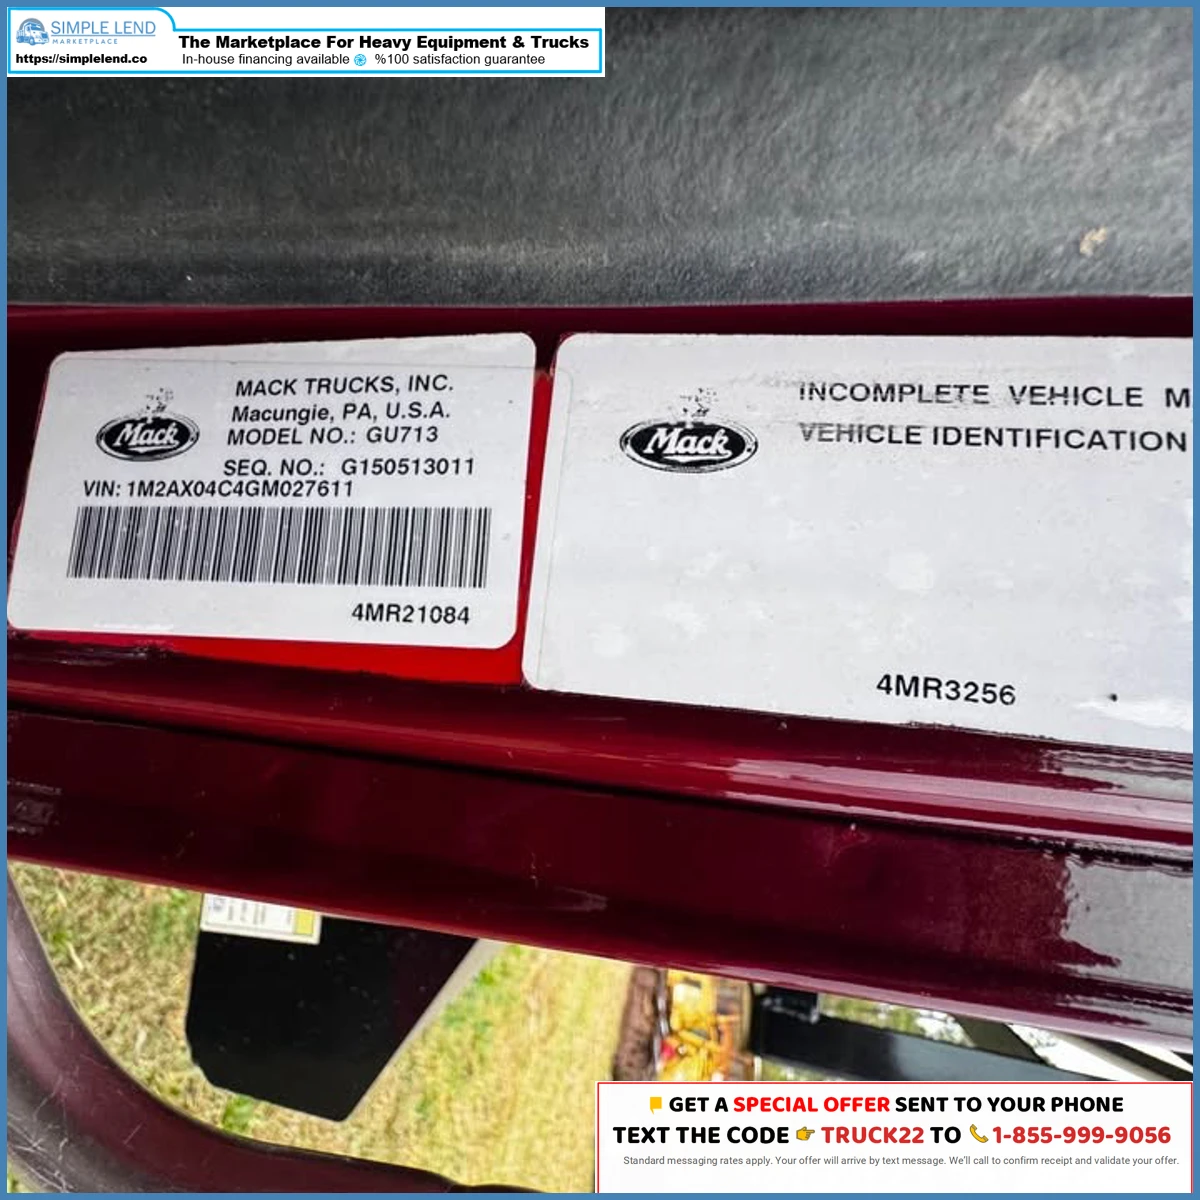 SIMPLE LEND
MARKETPLACE
https://simplelend.co
The Marketplace For Heavy Equipment & Trucks
In-house financing available %100 satisfaction guarantee
MACK TRUCKS, INC.
Macungie, PA, U.S.A.
MODEL NO.: GU713
SEQ. NO.: G150513011
VIN: 1M2AX04C4GM027611
Mack
4MR21084
INCOMPLETE VEHICLE M
VEHICLE IDENTIFICATION
Mack
4MR3256
GET A SPECIAL OFFER SENT TO YOUR PHONE
TEXT THE CODE 👉 TRUCK22 TO 📞 1-855-999-9056
Standard messaging rates apply. Your offer will arrive by text message. We'll call to confirm receipt and validate your offer.